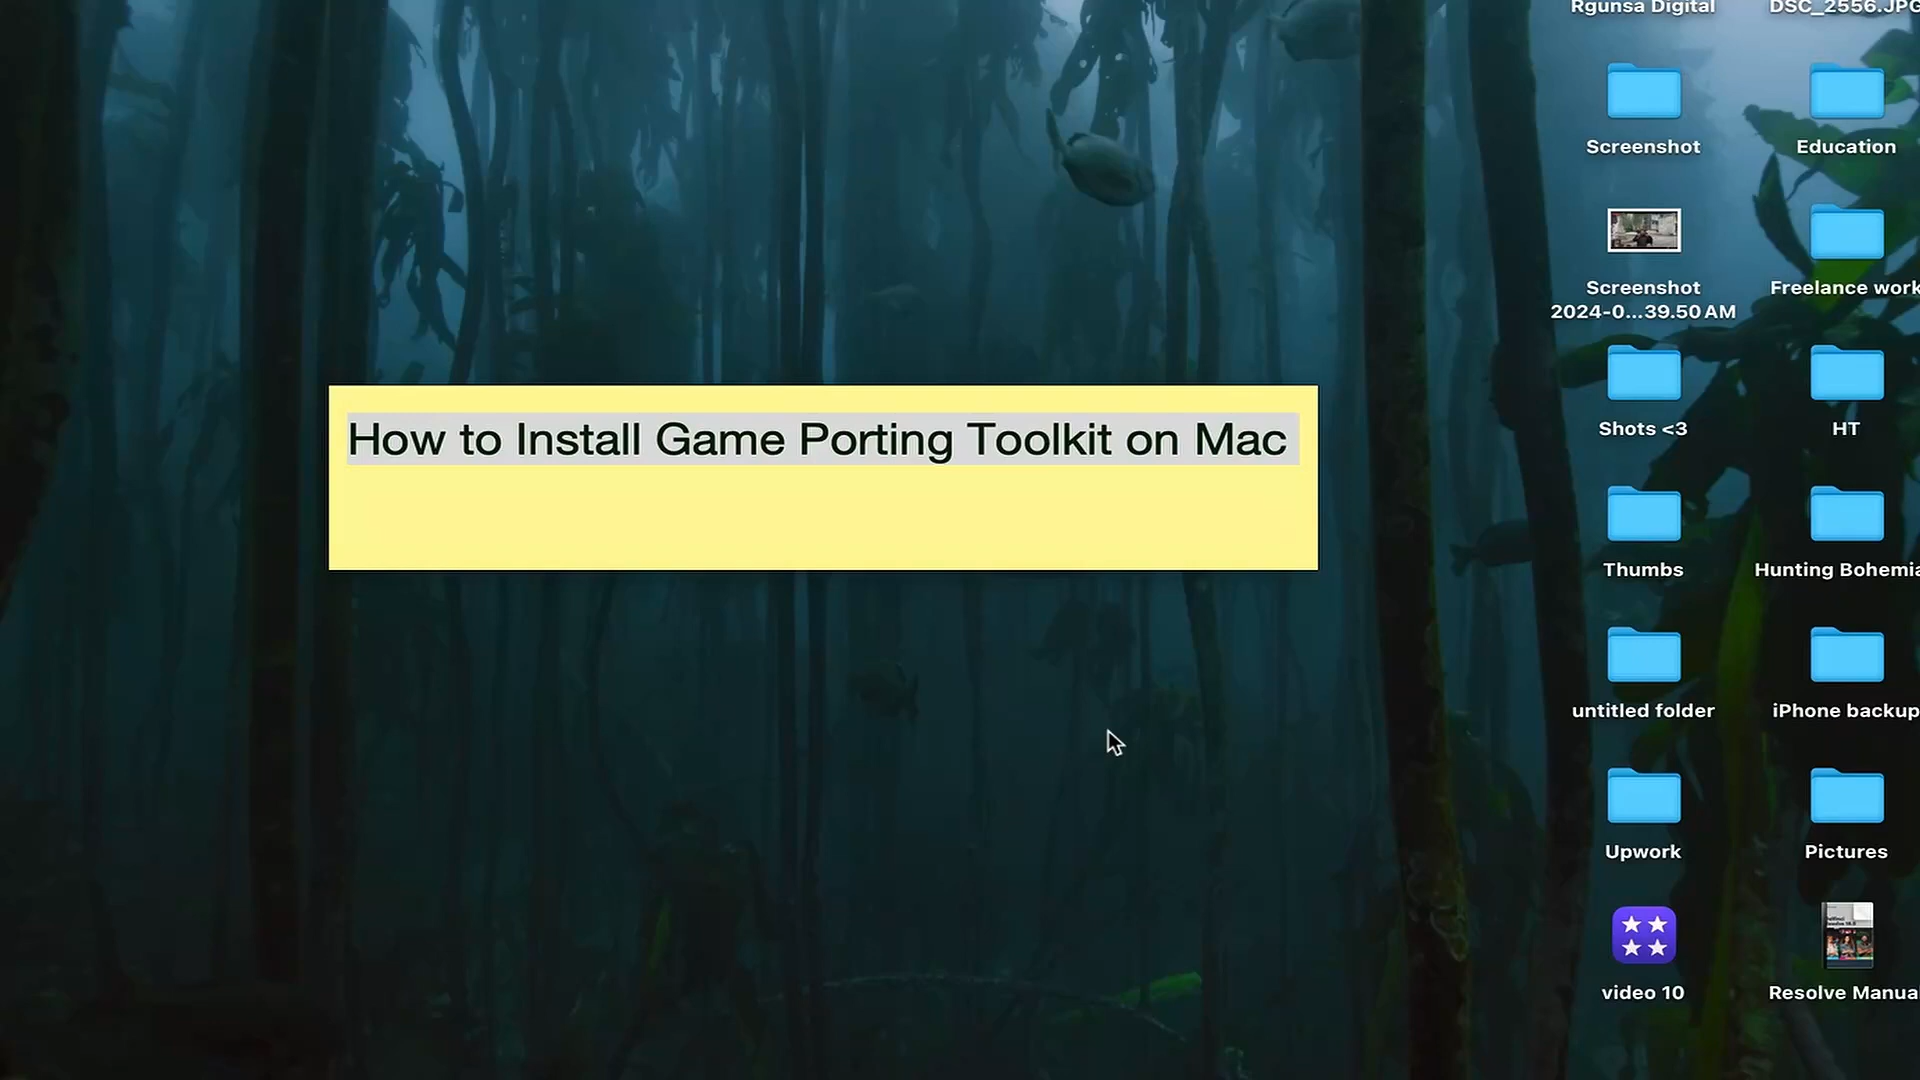 Rgunsa Digital
DSC_2556.JPG
Screenshot
Education
Screenshot
2024-0...39.50 AM
Freelance work
How to Install Game Porting Toolkit on Mac
Shots <3
HT
Thumbs
Hunting Bohemia
untitled folder
iPhone backup
Upwork
Pictures
video 10
Resolve Manual